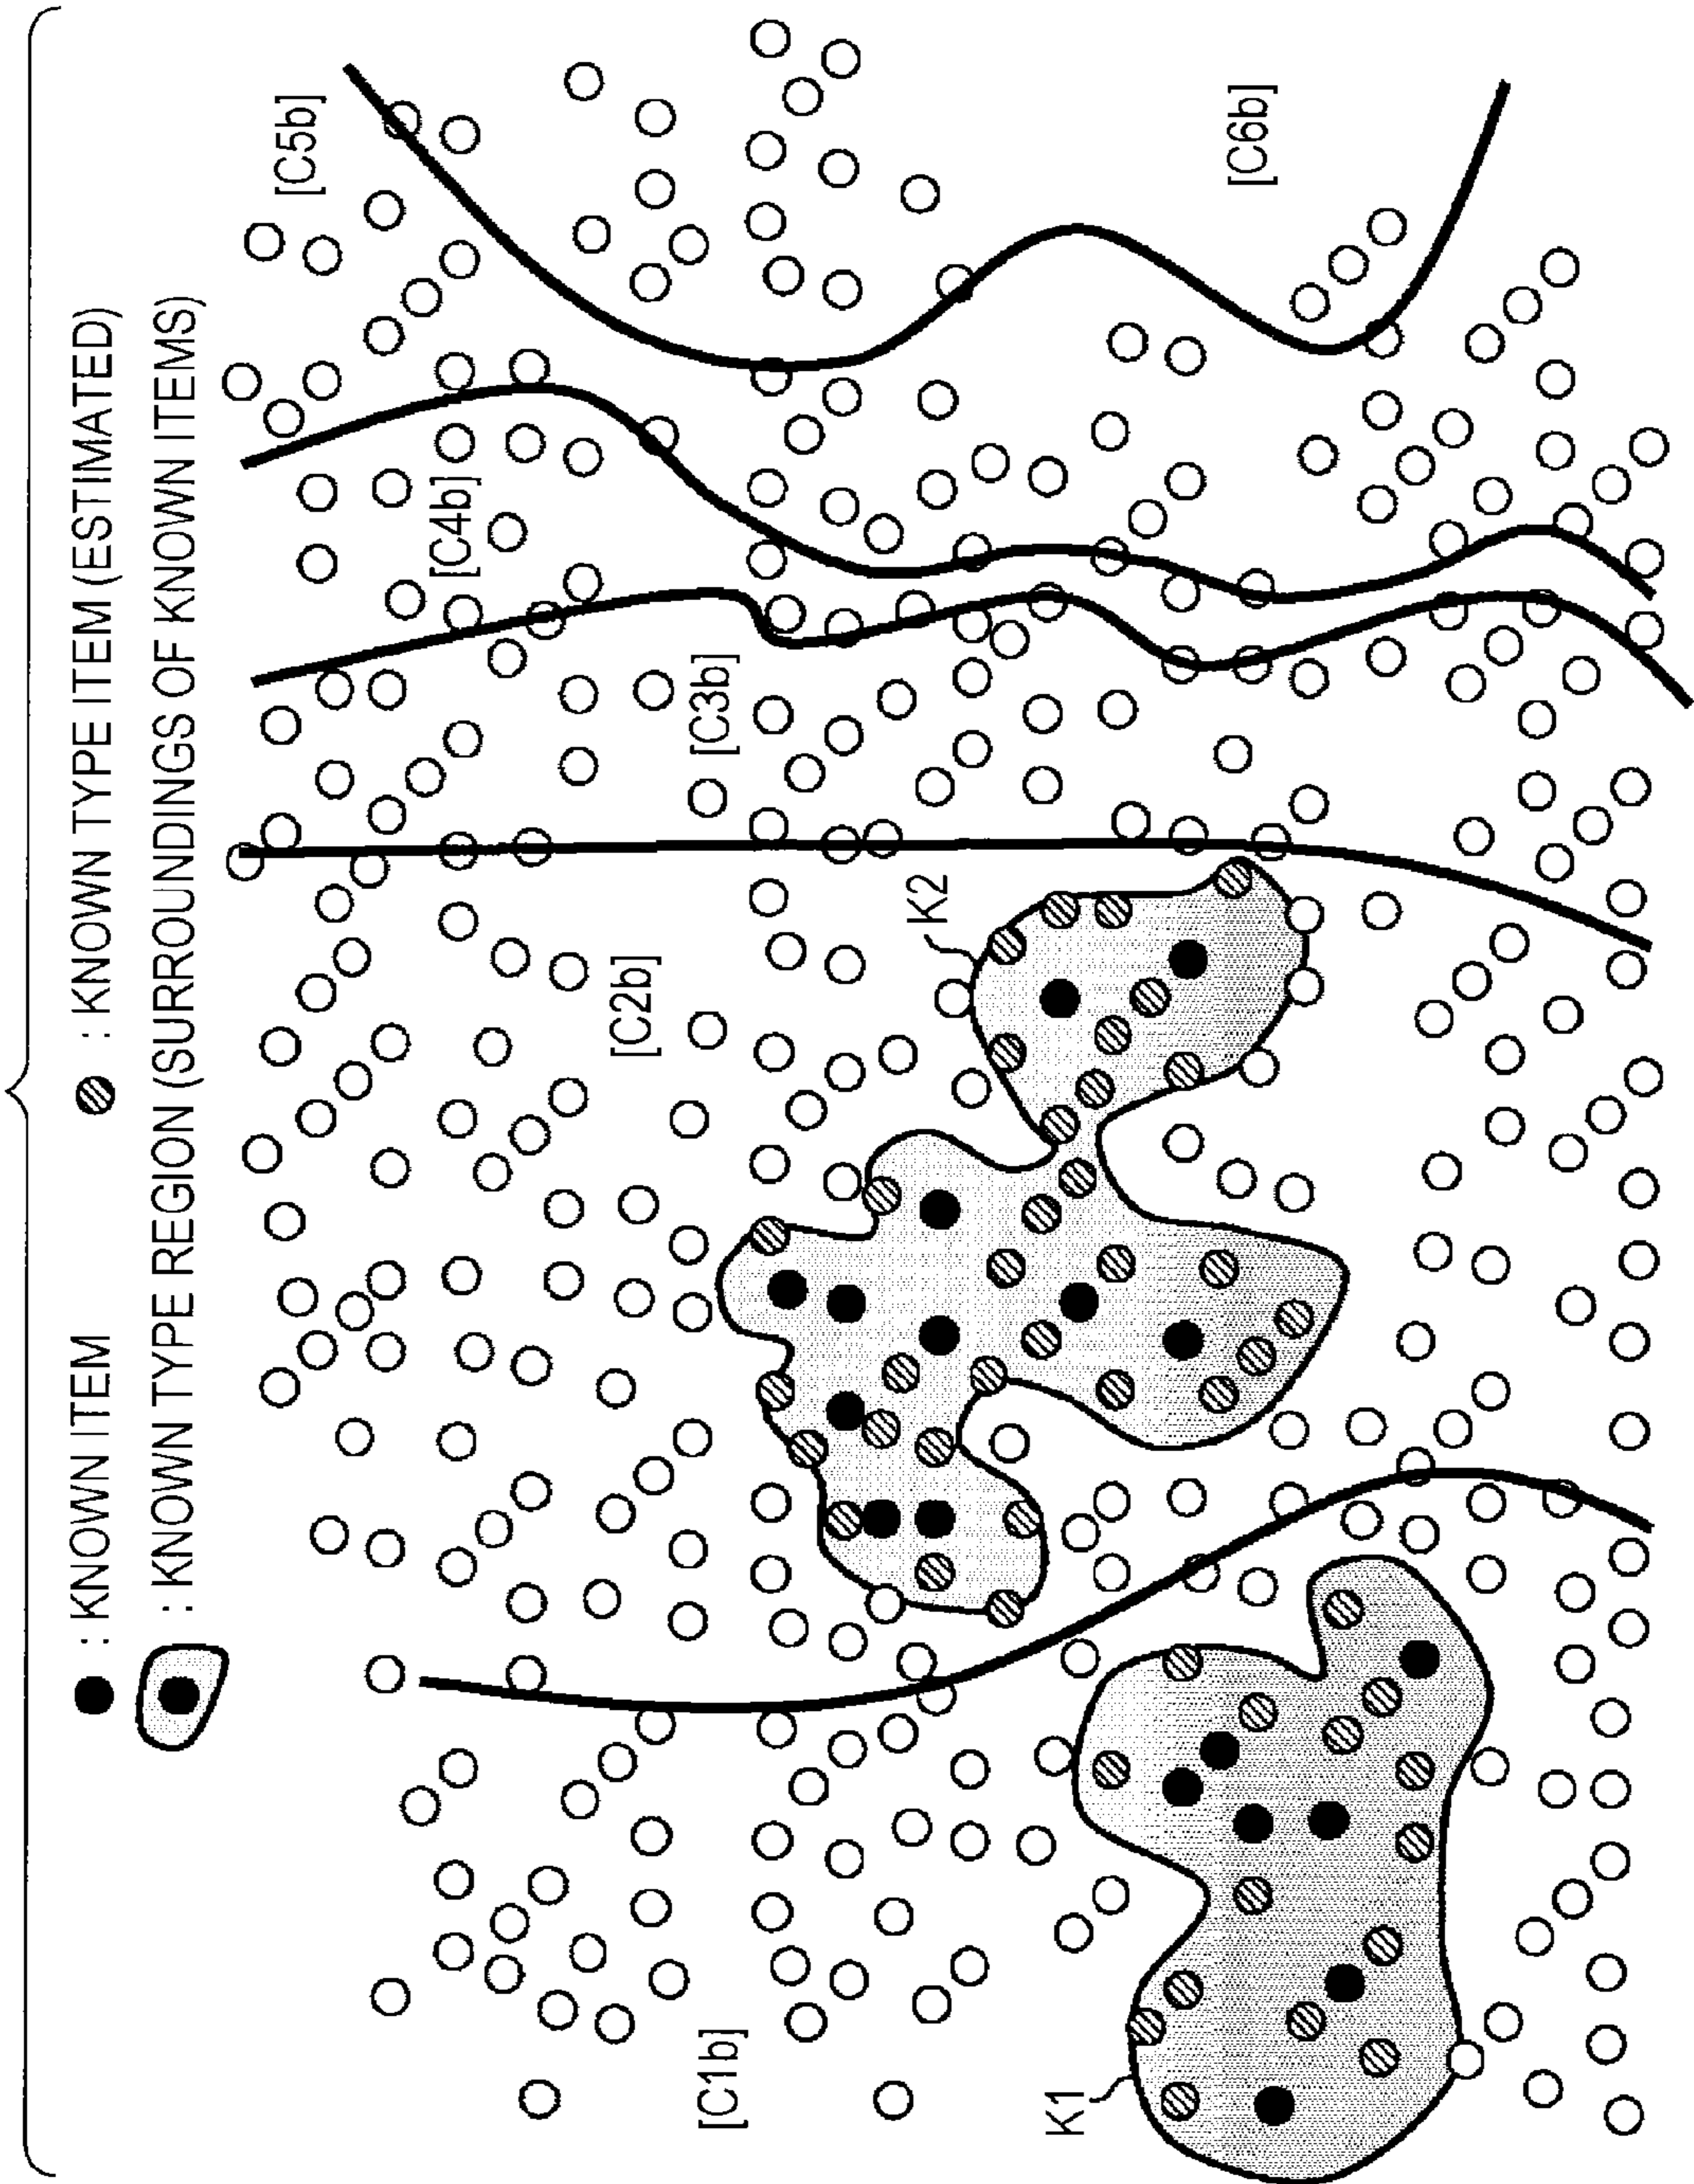 : KNOWN ITEM
: KNOWN TYPE ITEM (ESTIMATED)
: KNOWN TYPE REGION (SURROUNDINGS OF KNOWN ITEMS)
[C5b]
[C4b]
[C2b]
[C3b]
[C1b]
K2
K1
[C6b]